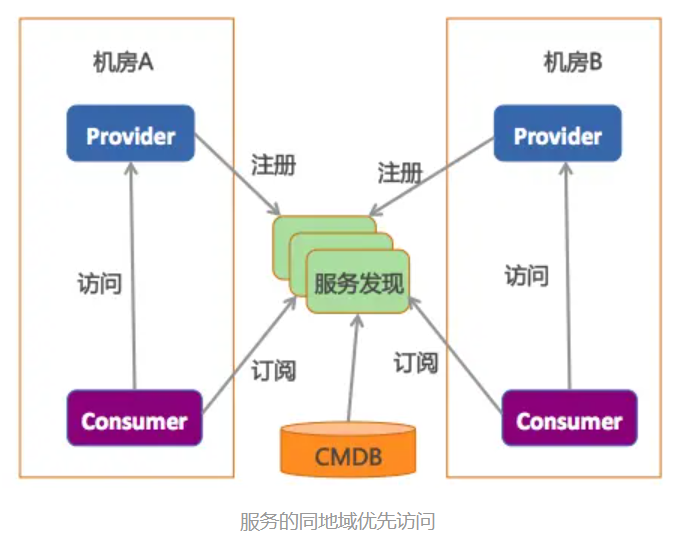 机房A
机房B
Provider
Provider
注册
注册
访问
服务发现
访问
订阅
订阅
Consumer
Consumer
CMDB
服务的同地域优先访问